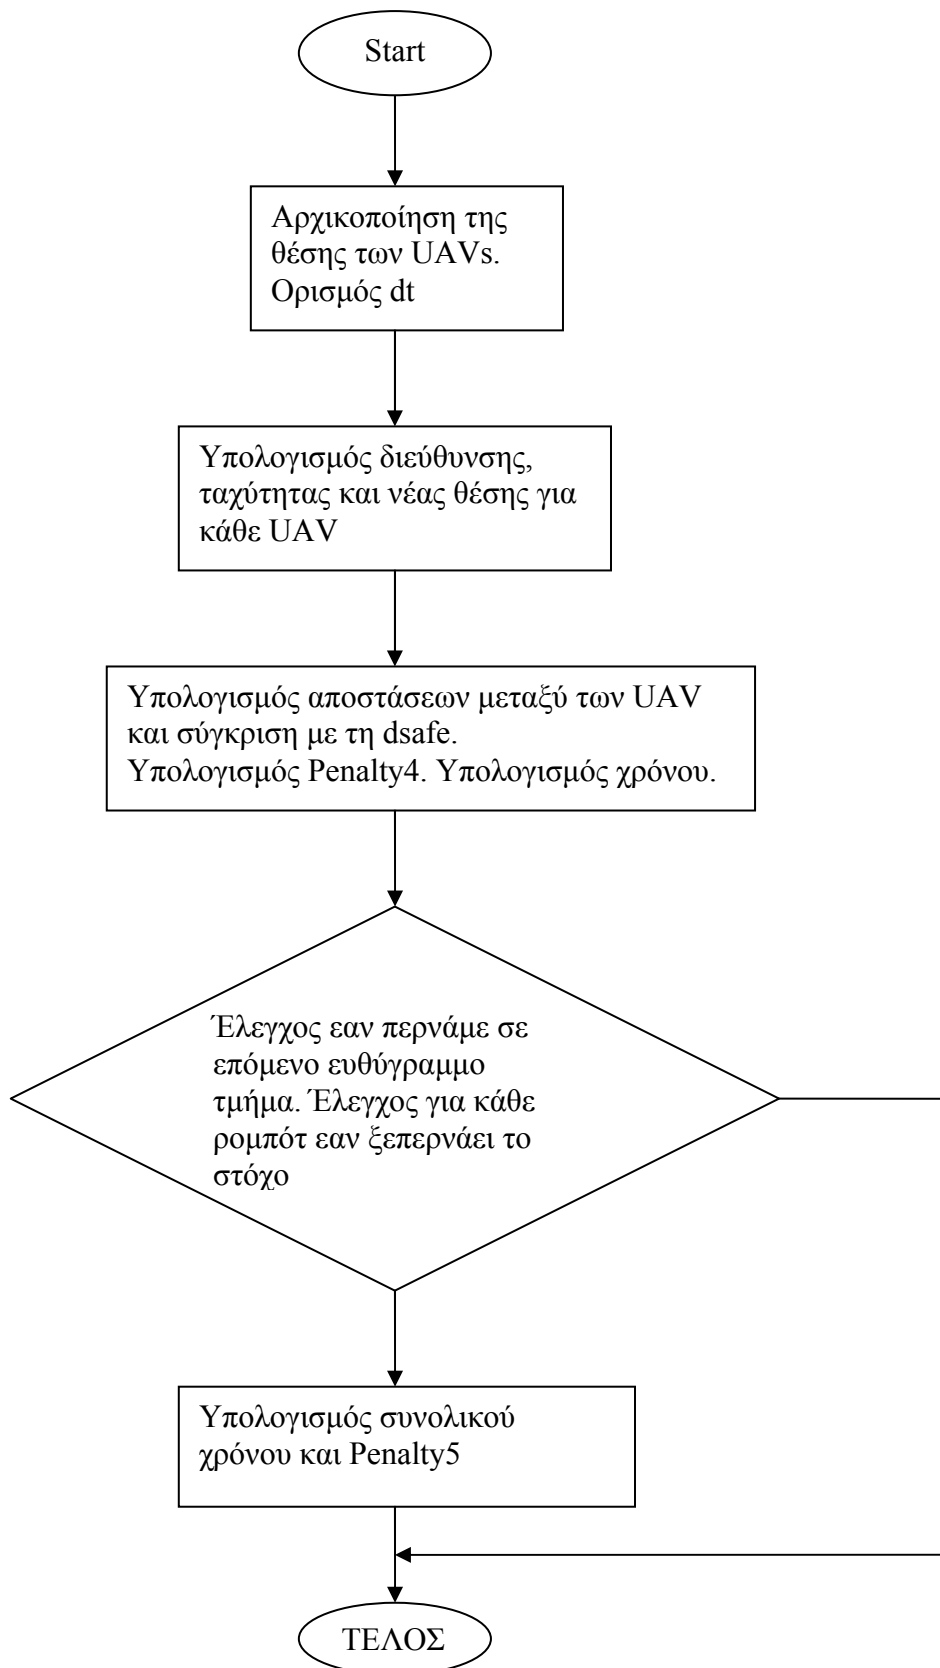 Start
Αρχικοποίηση της
θέσης των UAVs.
Ορισμός dt
Υπολογισμός διεύθυνσης,
ταχύτητας και νέας θέσης για
κάθε UAV
Υπολογισμός αποστάσεων μεταξύ των UAV
και σύγκριση με τη dsafe.
Υπολογισμός Penalty4. Υπολογισμός χρόνου.
Έλεγχος εαν περνάμε σε
επόμενο ευθύγραμμο
τμήμα. Έλεγχος για κάθε
ρομπότ εαν ξεπερνάει το
στόχο
Υπολογισμός συνολικού
χρόνου και Penalty5
ΤΕΛΟΣ